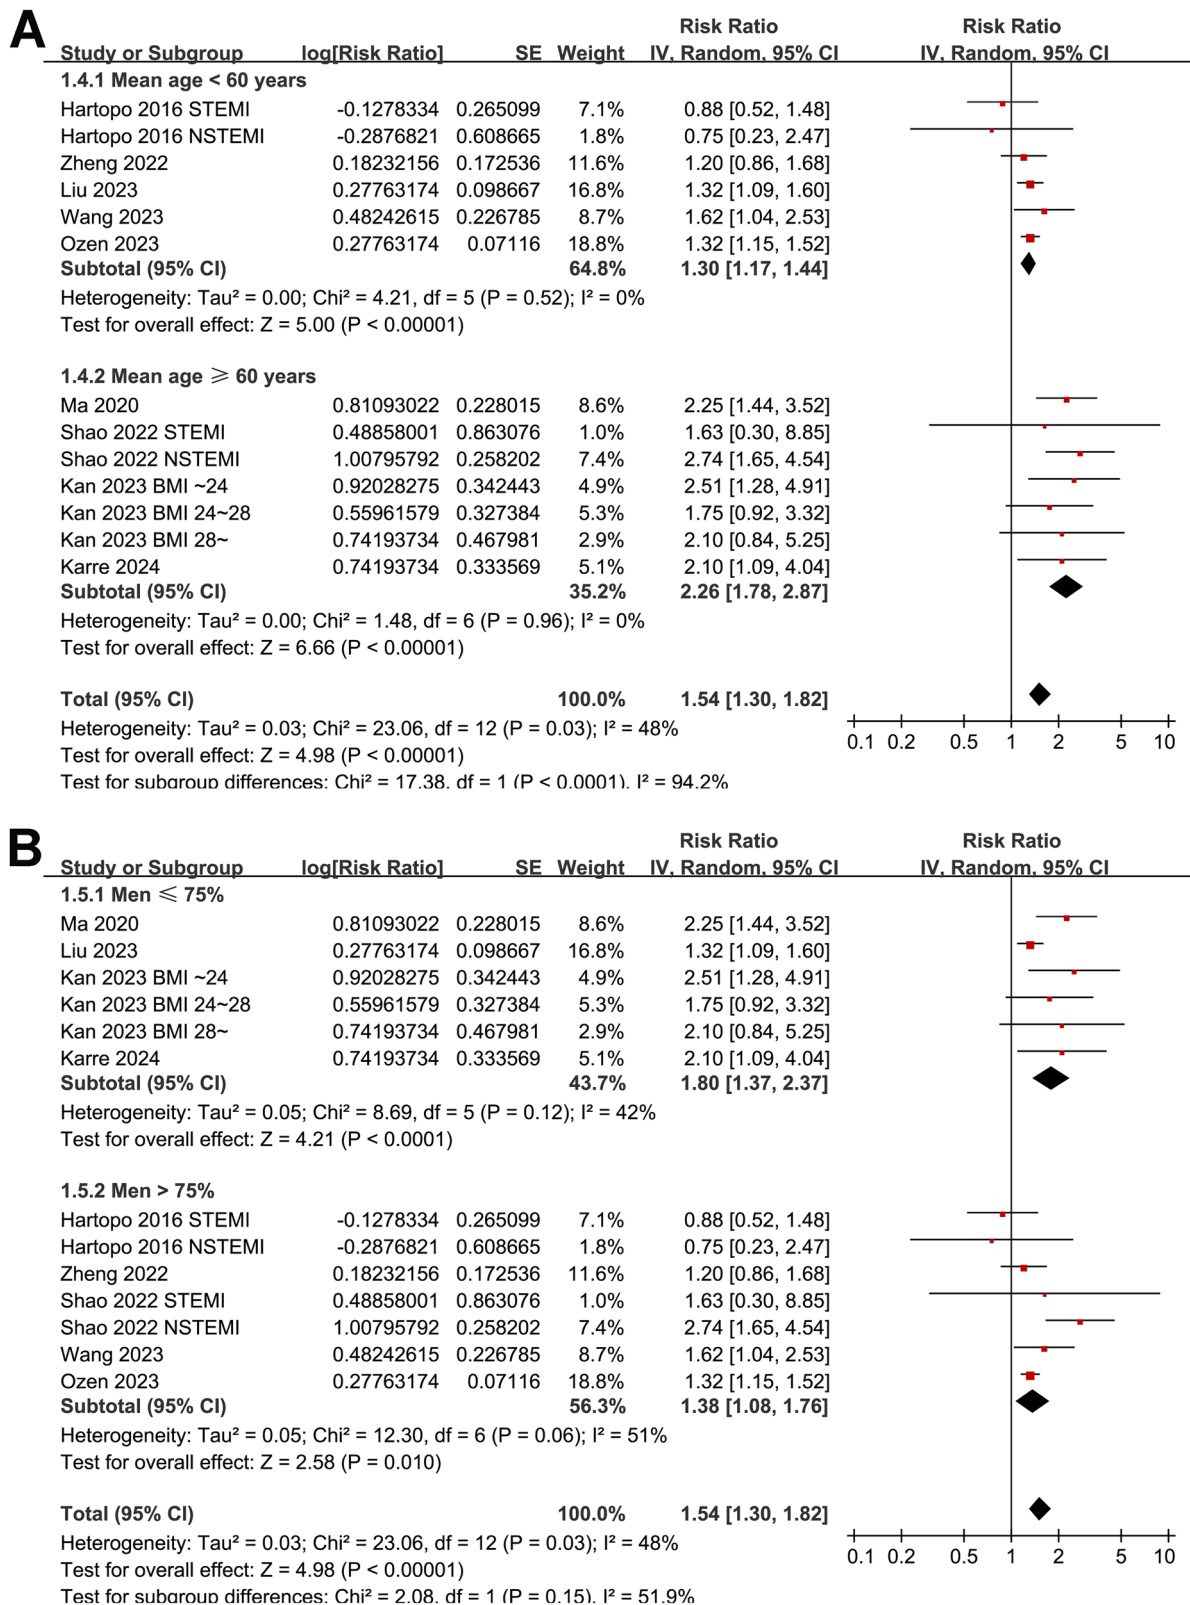 A
Risk Ratio Risk Ratio
Study or Subgroup log[Risk Ratio] SE Weight IV, Random, 95% CI IV, Random, 95% CI
1.4.1 Mean age < 60 years
Hartopo 2016 STEMI -0.1278334 0.265099 7.1% 0.88 [0.52, 1.48]
Hartopo 2016 NSTEMI -0.2876821 0.608665 1.8% 0.75 [0.23, 2.47]
Zheng 2022 0.18232156 0.172536 11.6% 1.20 [0.86, 1.68]
Liu 2023 0.27763174 0.098667 16.8% 1.32 [1.09, 1.60]
Wang 2023 0.48242615 0.226785 8.7% 1.62 [1.04, 2.53]
Ozen 2023 0.27763174 0.07116 18.8% 1.32 [1.15, 1.52]
Subtotal (95% CI) 64.8% 1.30 [1.17, 1.44]
Heterogeneity: Tau² = 0.00; Chi² = 4.21, df = 5 (P = 0.52); I² = 0%
Test for overall effect: Z = 5.00 (P < 0.00001)
1.4.2 Mean age ⩾ 60 years
Ma 2020 0.81093022 0.228015 8.6% 2.25 [1.44, 3.52]
Shao 2022 STEMI 0.48858001 0.863076 1.0% 1.63 [0.30, 8.85]
Shao 2022 NSTEMI 1.00795792 0.258202 7.4% 2.74 [1.65, 4.54]
Kan 2023 BMI ~24 0.92028275 0.342443 4.9% 2.51 [1.28, 4.91]
Kan 2023 BMI 24~28 0.55961579 0.327384 5.3% 1.75 [0.92, 3.32]
Kan 2023 BMI 28~ 0.74193734 0.467981 2.9% 2.10 [0.84, 5.25]
Karre 2024 0.74193734 0.333569 5.1% 2.10 [1.09, 4.04]
Subtotal (95% CI) 35.2% 2.26 [1.78, 2.87]
Heterogeneity: Tau² = 0.00; Chi² = 1.48, df = 6 (P = 0.96); I² = 0%
Test for overall effect: Z = 6.66 (P < 0.00001)
Total (95% CI) 100.0% 1.54 [1.30, 1.82]
Heterogeneity: Tau² = 0.03; Chi² = 23.06, df = 12 (P = 0.03); I² = 48%
0.1 0.2 0.5 1 2 5 10
Test for overall effect: Z = 4.98 (P < 0.00001)
Test for subgroup differences: Chi² = 17.38, df = 1 (P < 0.0001), I² = 94.2%
B
Risk Ratio Risk Ratio
Study or Subgroup log[Risk Ratio] SE Weight IV, Random, 95% CI IV, Random, 95% CI
1.5.1 Men ⩽ 75%
Ma 2020 0.81093022 0.228015 8.6% 2.25 [1.44, 3.52]
Liu 2023 0.27763174 0.098667 16.8% 1.32 [1.09, 1.60]
Kan 2023 BMI ~24 0.92028275 0.342443 4.9% 2.51 [1.28, 4.91]
Kan 2023 BMI 24~28 0.55961579 0.327384 5.3% 1.75 [0.92, 3.32]
Kan 2023 BMI 28~ 0.74193734 0.467981 2.9% 2.10 [0.84, 5.25]
Karre 2024 0.74193734 0.333569 5.1% 2.10 [1.09, 4.04]
Subtotal (95% CI) 43.7% 1.80 [1.37, 2.37]
Heterogeneity: Tau² = 0.05; Chi² = 8.69, df = 5 (P = 0.12); I² = 42%
Test for overall effect: Z = 4.21 (P < 0.0001)
1.5.2 Men > 75%
Hartopo 2016 STEMI -0.1278334 0.265099 7.1% 0.88 [0.52, 1.48]
Hartopo 2016 NSTEMI -0.2876821 0.608665 1.8% 0.75 [0.23, 2.47]
Zheng 2022 0.18232156 0.172536 11.6% 1.20 [0.86, 1.68]
Shao 2022 STEMI 0.48858001 0.863076 1.0% 1.63 [0.30, 8.85]
Shao 2022 NSTEMI 1.00795792 0.258202 7.4% 2.74 [1.65, 4.54]
Wang 2023 0.48242615 0.226785 8.7% 1.62 [1.04, 2.53]
Ozen 2023 0.27763174 0.07116 18.8% 1.32 [1.15, 1.52]
Subtotal (95% CI) 56.3% 1.38 [1.08, 1.76]
Heterogeneity: Tau² = 0.05; Chi² = 12.30, df = 6 (P = 0.06); I² = 51%
Test for overall effect: Z = 2.58 (P = 0.010)
Total (95% CI) 100.0% 1.54 [1.30, 1.82]
Heterogeneity: Tau² = 0.03; Chi² = 23.06, df = 12 (P = 0.03); I² = 48%
0.1 0.2 0.5 1 2 5 10
Test for overall effect: Z = 4.98 (P < 0.00001)
Test for subgroup differences: Chi² = 2.08, df = 1 (P = 0.15), I² = 51.9%